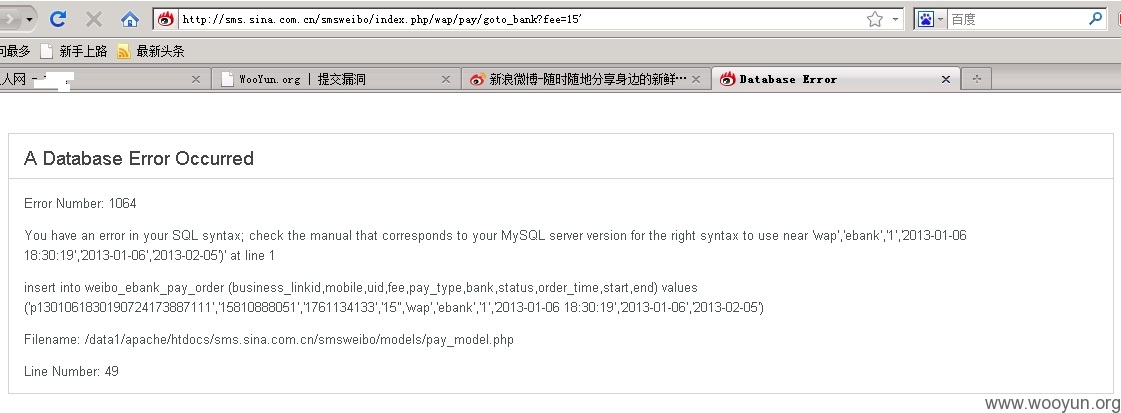 http://sms.sina.com.cn/smsweibo/index.php/wap/pay/goto_bank?fee=15'
百度
问最多 新手上路 最新头条
人网 - WooYun.org | 提交漏洞 新浪微博-随时随地分享身边的新鲜… Database Error
A Database Error Occurred
Error Number: 1064
You have an error in your SQL syntax; check the manual that corresponds to your MySQL server version for the right syntax to use near 'wap','ebank','1','2013-01-06
18:30:19','2013-01-06','2013-02-05')' at line 1
insert into weibo_ebank_pay_order (business_linkid,mobile,uid,fee,pay_type,bank,status,order_time,start,end) values
('p1301061830190724173887111','15810888051','1761134133','15'','wap','ebank','1','2013-01-06 18:30:19','2013-01-06','2013-02-05')
Filename: /data1/apache/htdocs/sms.sina.com.cn/smsweibo/models/pay_model.php
Line Number: 49
www.wooyun.org